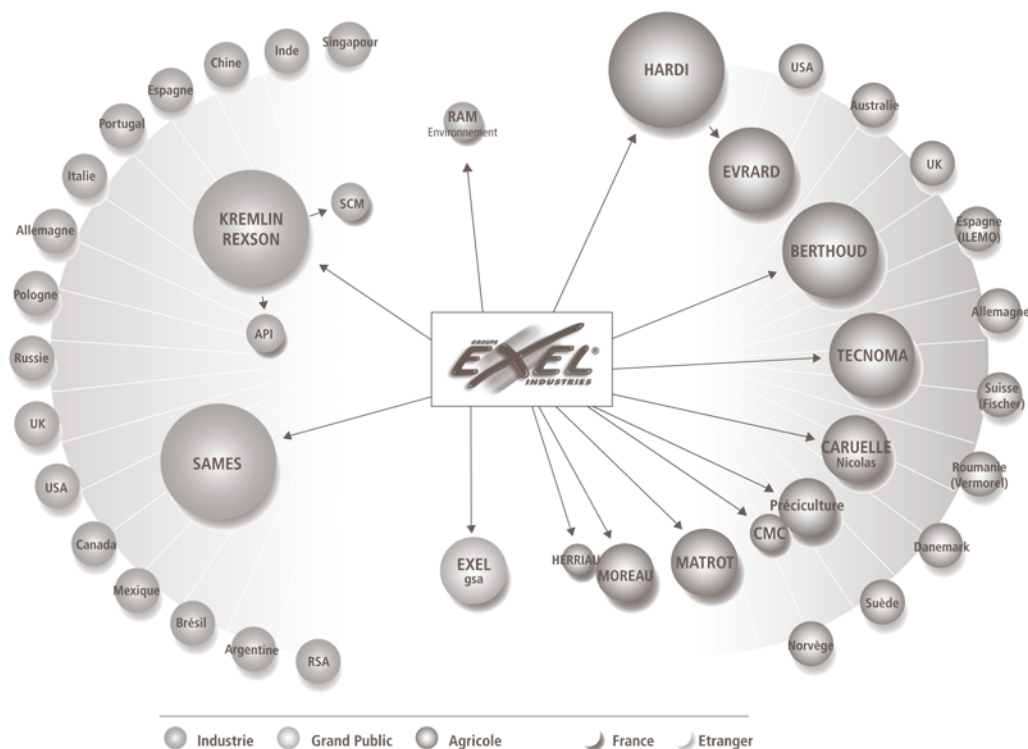 Singapour
Inde
Chine
Espagne
Portugal
Italie
Allemagne
Pologne
Russie
UK
USA
Canada
Mexique
Brésil
Argentine
RSA
KREMLIN
REXSON
SCM
API
SAMES
RAM
Environnement
GROUPE
EXEL®
INDUSTRIES
HARDI
EVRARD
BERTHOUD
TECNOMA
CARUELLE
Nicolas
Préciculture
CMC
MATROT
MOREAU
HERRIAU
EXEL
gsa
USA
Australie
UK
Espagne
(ILEMO)
Allemagne
Suisse
(Fischer)
Roumanie
(Vermorel)
Danemark
Suède
Norvège
Industrie Grand Public Agricole France Etranger